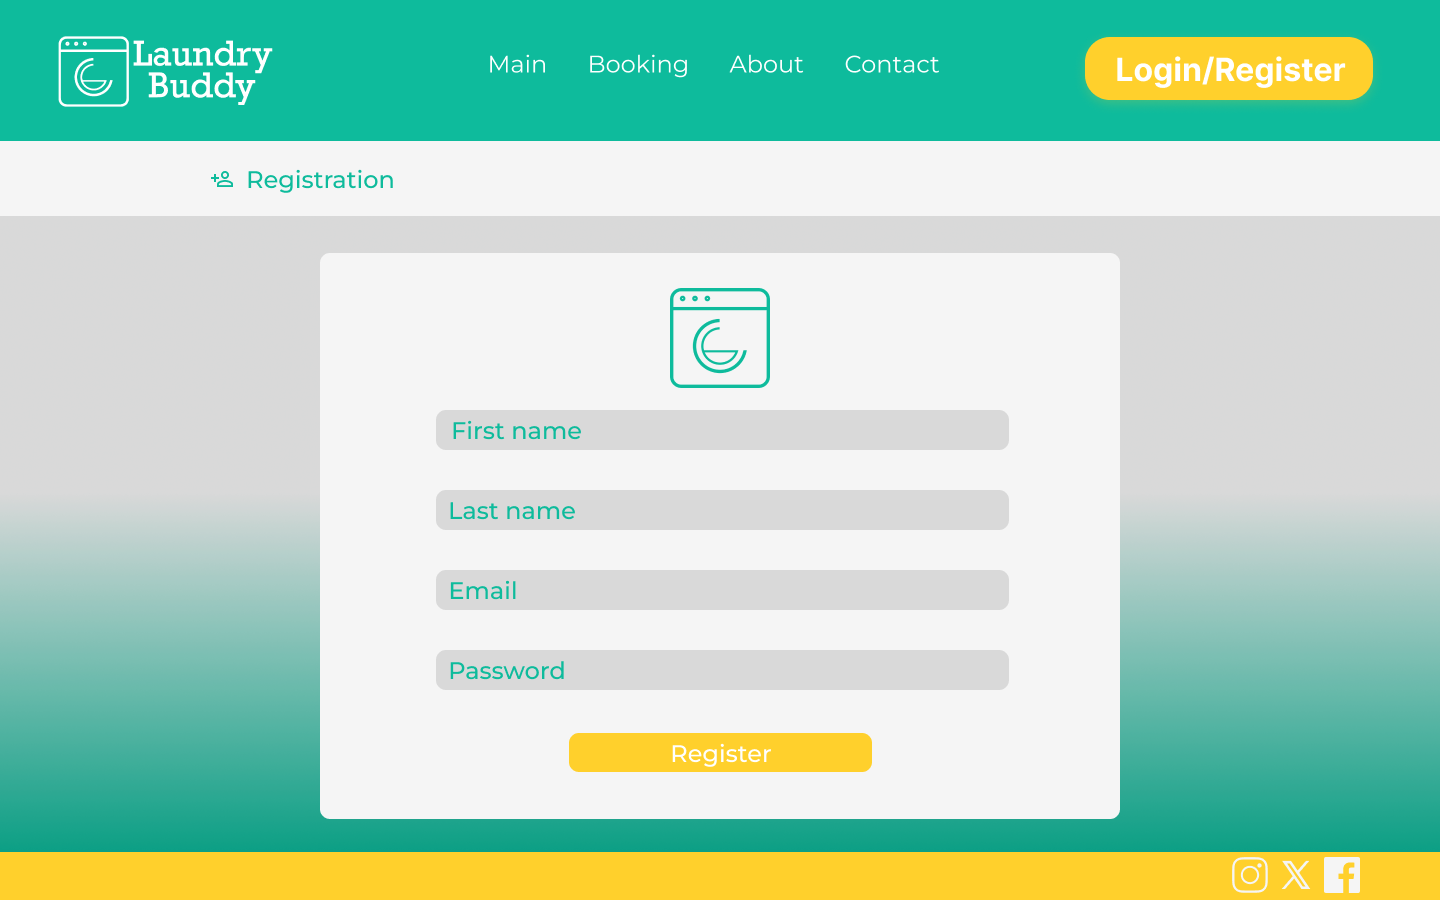 Laundry
Buddy
Main
Booking
About
Contact
Login/Register
Registration
First name
Last name
Email
Password
Register